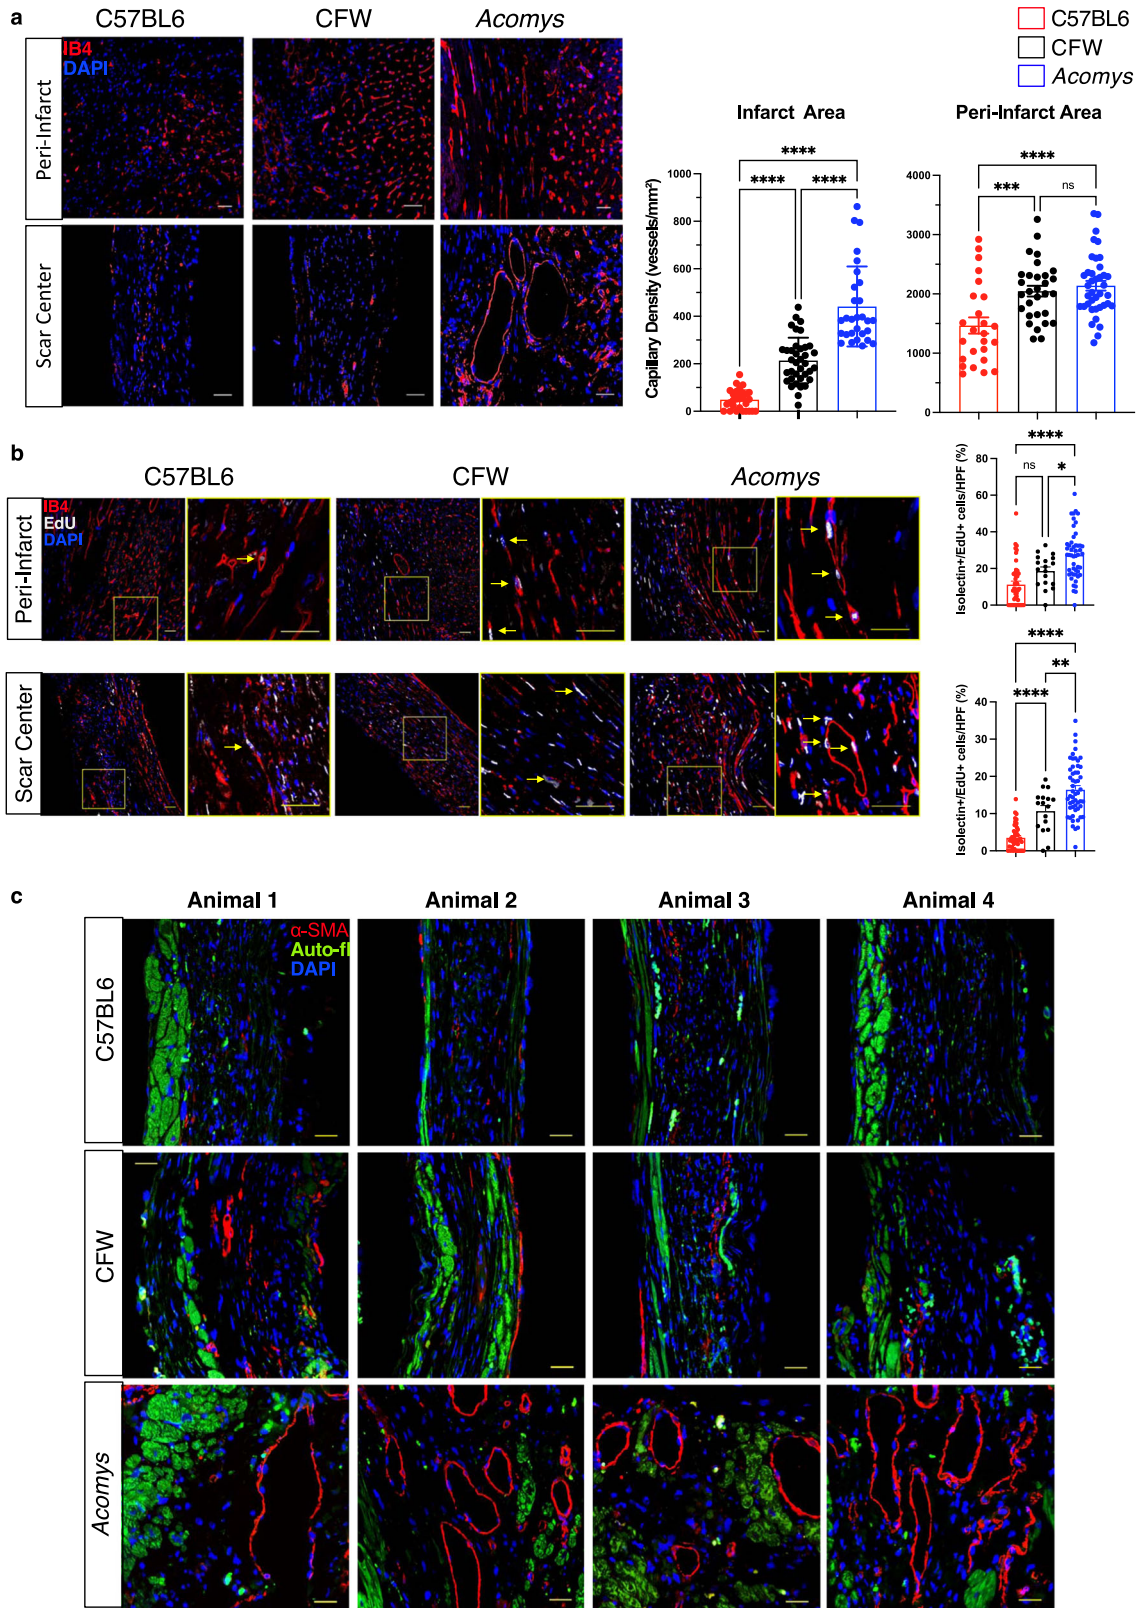 a
C57BL6
CFW
Acomys
IB4
DAPI
Peri-Infarct
Scar Center
C57BL6
CFW
Acomys
Infarct Area
****
****
****
Capillary Density (vessels/mm²)
1000
800
600
400
200
0
Peri-Infarct Area
****
***
ns
4000
3000
2000
1000
0
b
C57BL6
CFW
Acomys
IB4
EdU
DAPI
Peri-Infarct
Scar Center
****
ns
*
Isolectin+/EdU+ cells/HPF (%)
80
60
40
20
0
****
**
****
Isolectin+/EdU+ cells/HPF (%)
40
30
20
10
0
c
Animal 1
Animal 2
Animal 3
Animal 4
α-SMA
Auto-fl
DAPI
C57BL6
CFW
Acomys